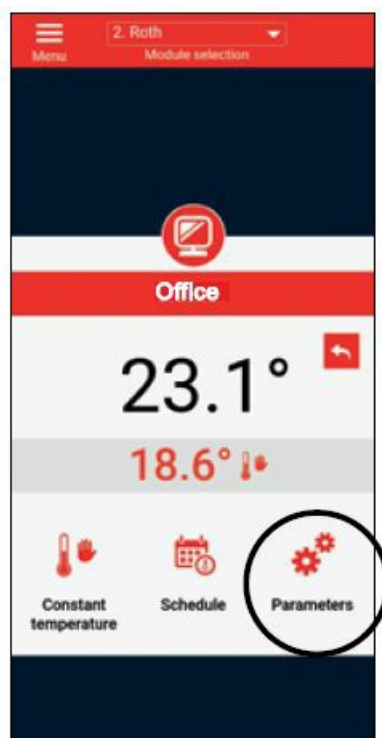 2. Roth
Menu
Module selection
Office
23.1°
18.6°
Constant
temperature
Schedule
Parameters